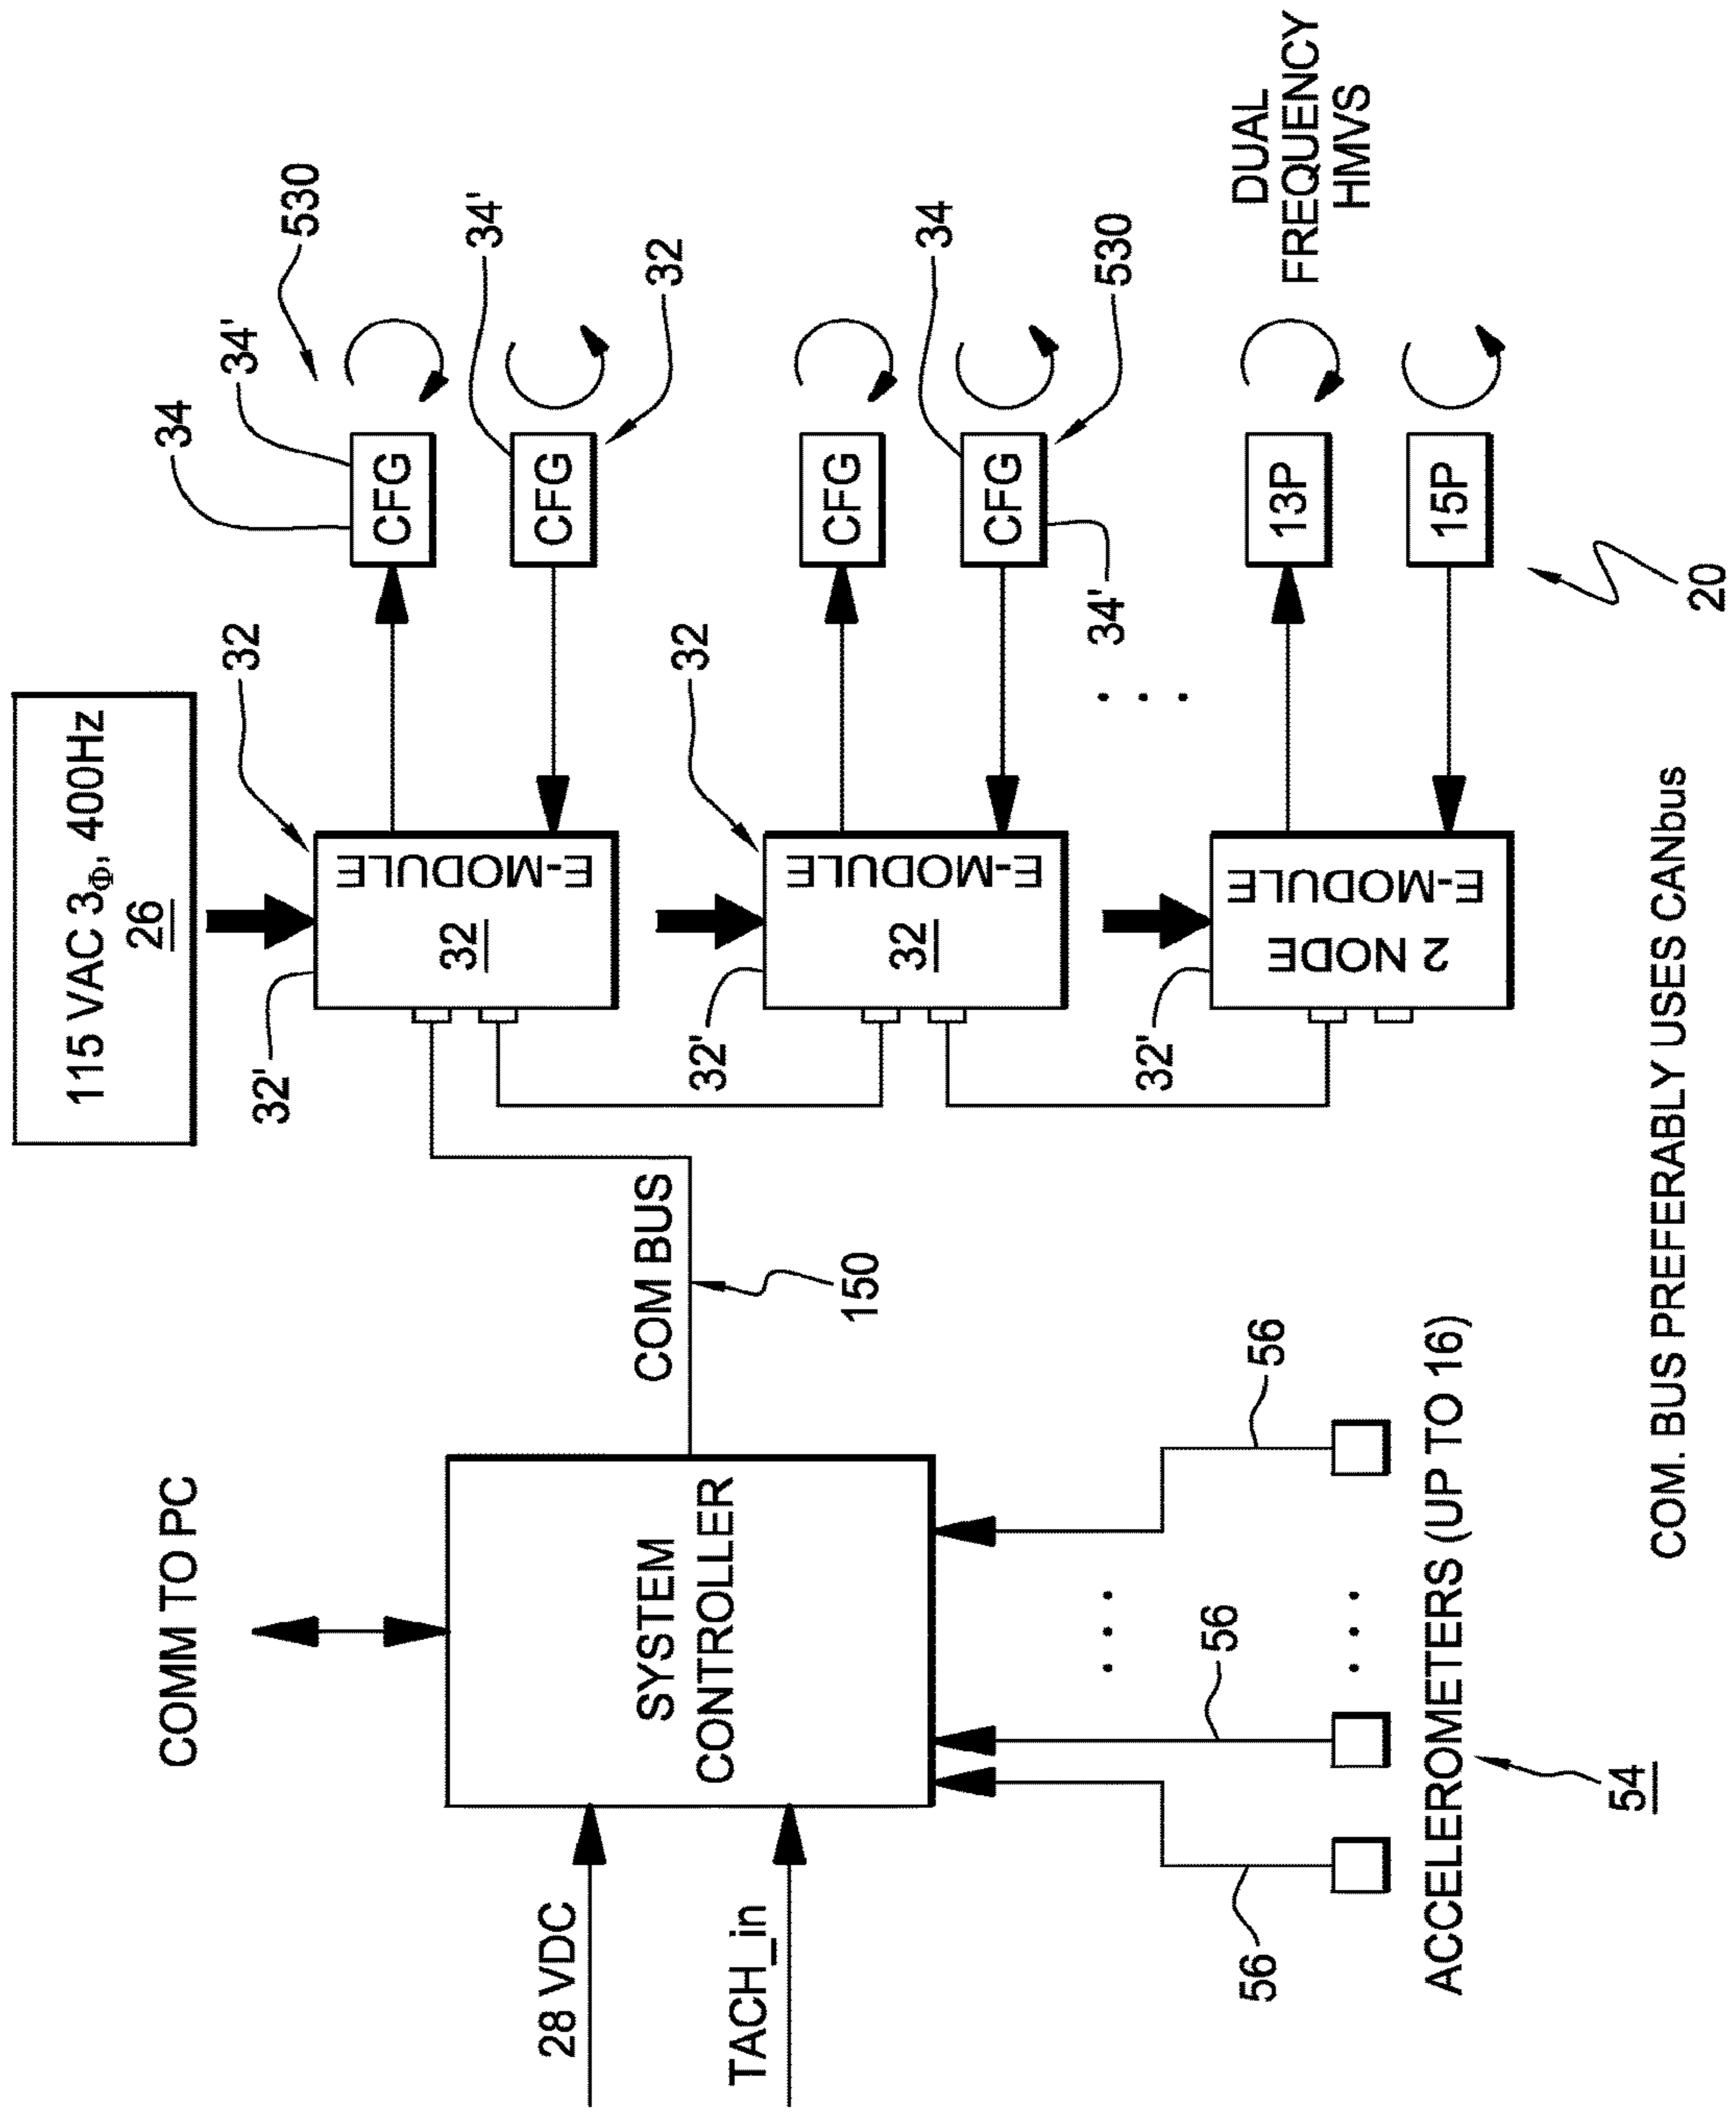 115 VAC 3Φ, 400Hz
26
COMM TO PC
28 VDC
TACH_in
SYSTEM
CONTROLLER
COM BUS
150
32'
32
E-MODULE
32
34
34'
530
CFG
34'
CFG
32
32'
32
E-MODULE
32
CFG
34
CFG
34'
530
32'
E-MODULE
2 NODE
13P
15P
DUAL
FREQUENCY
HMVS
20
56
56
56
ACCELEROMETERS (UP TO 16)
54
COM. BUS PREFERABLY USES CANbus